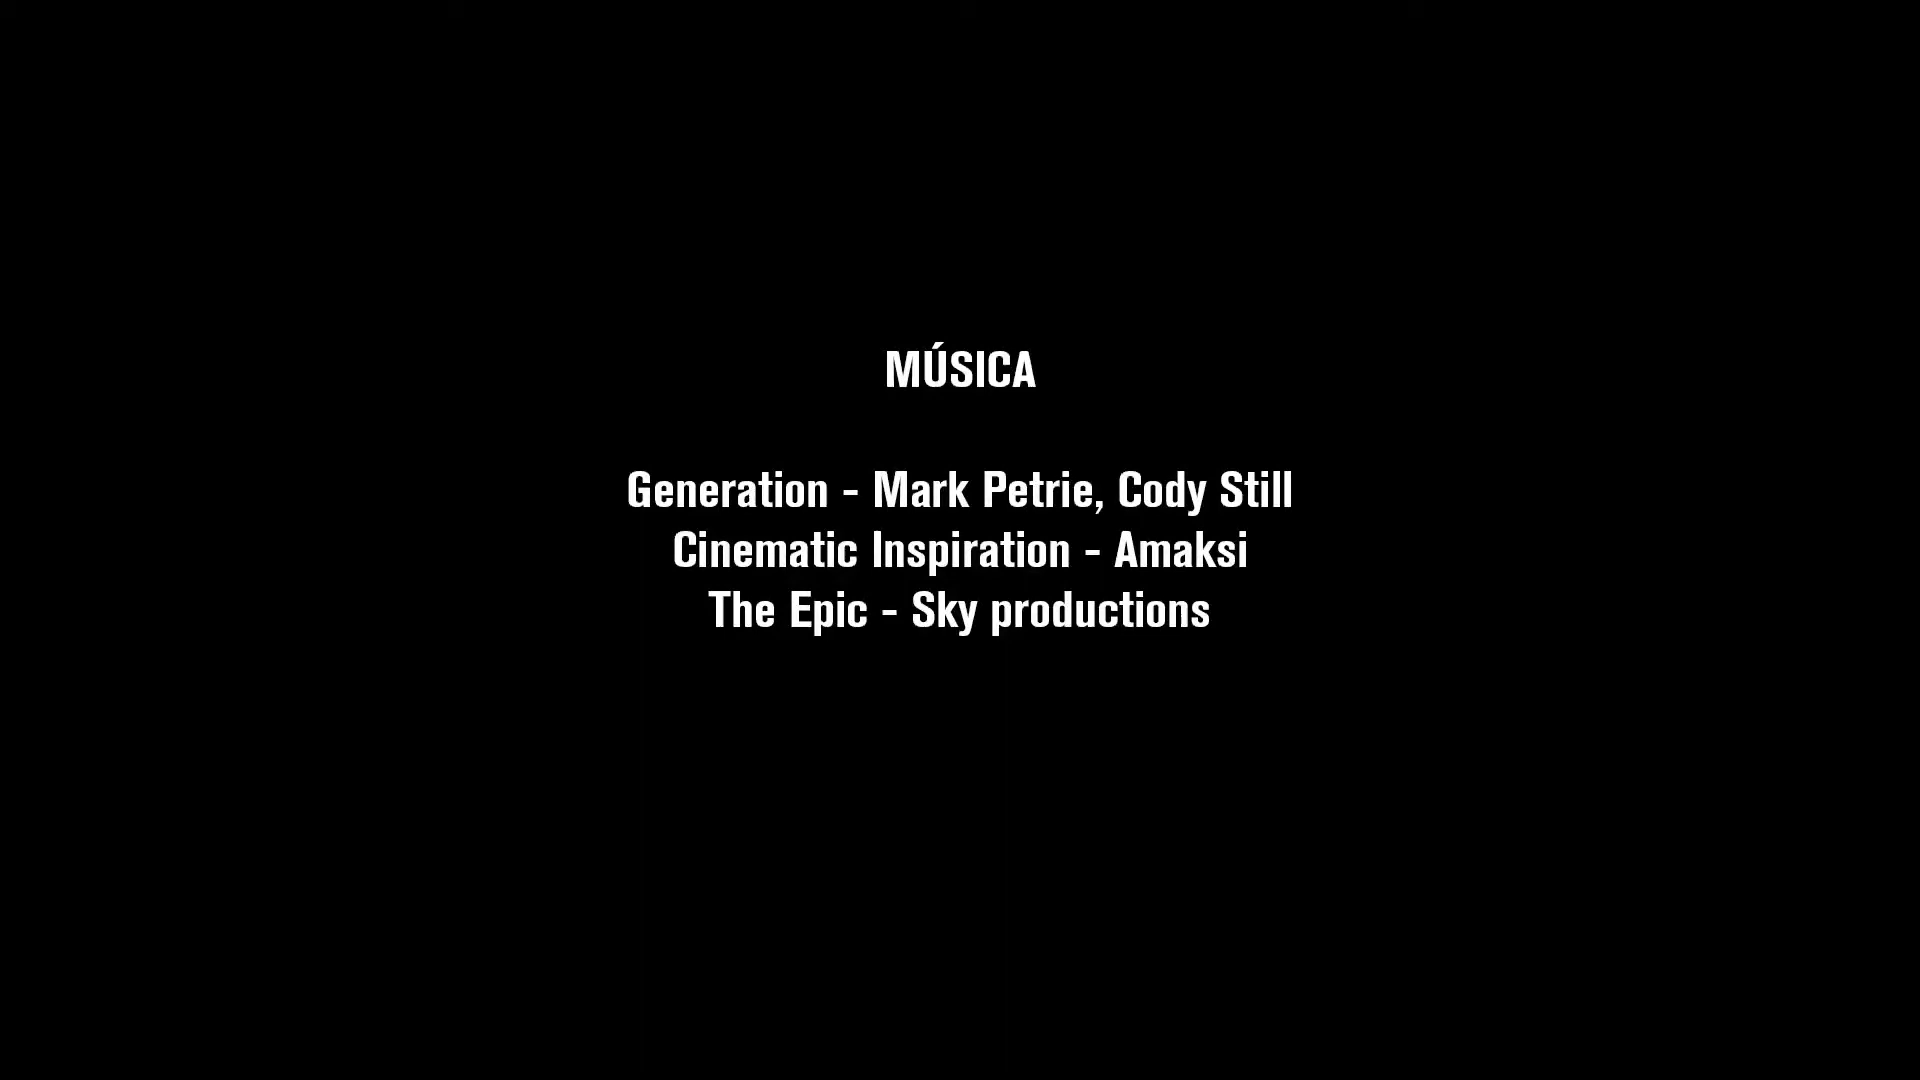 MÚSICA
Generation - Mark Petrie, Cody Still
Cinematic Inspiration - Amaksi
The Epic - Sky productions